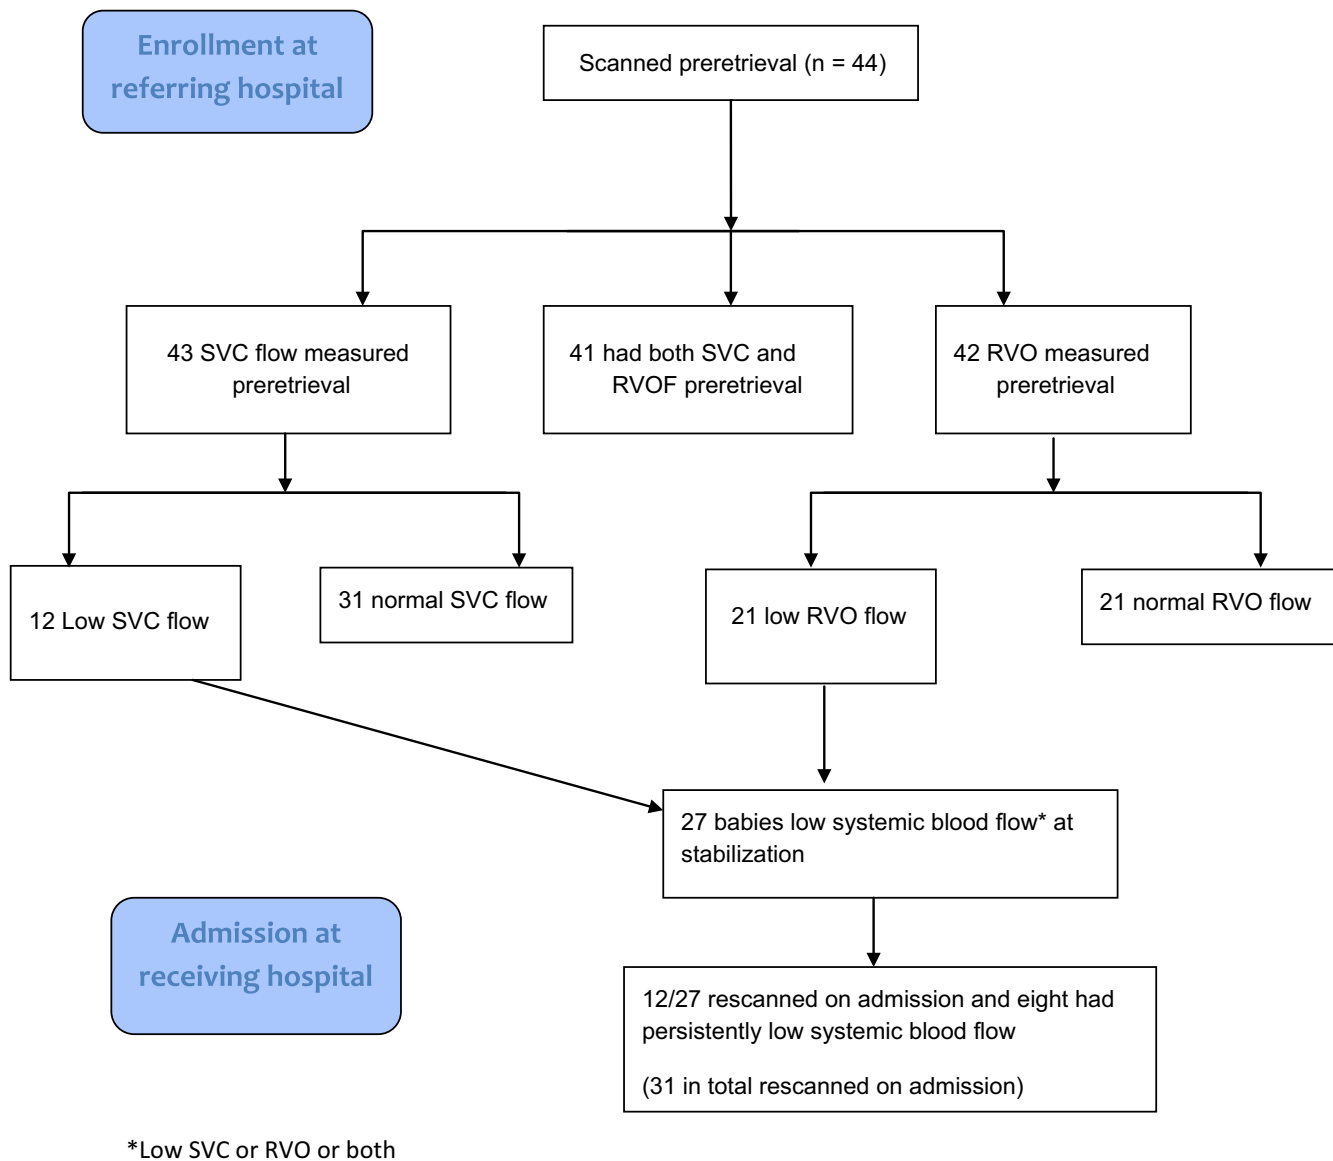 Enrollment at
referring hospital
Scanned preretrieval (n = 44)
43 SVC flow measured
preretrieval
41 had both SVC and
RVOF preretrieval
42 RVO measured
preretrieval
12 Low SVC flow
31 normal SVC flow
21 low RVO flow
21 normal RVO flow
27 babies low systemic blood flow* at
stabilization
Admission at
receiving hospital
12/27 rescanned on admission and eight had
persistently low systemic blood flow
(31 in total rescanned on admission)
*Low SVC or RVO or both